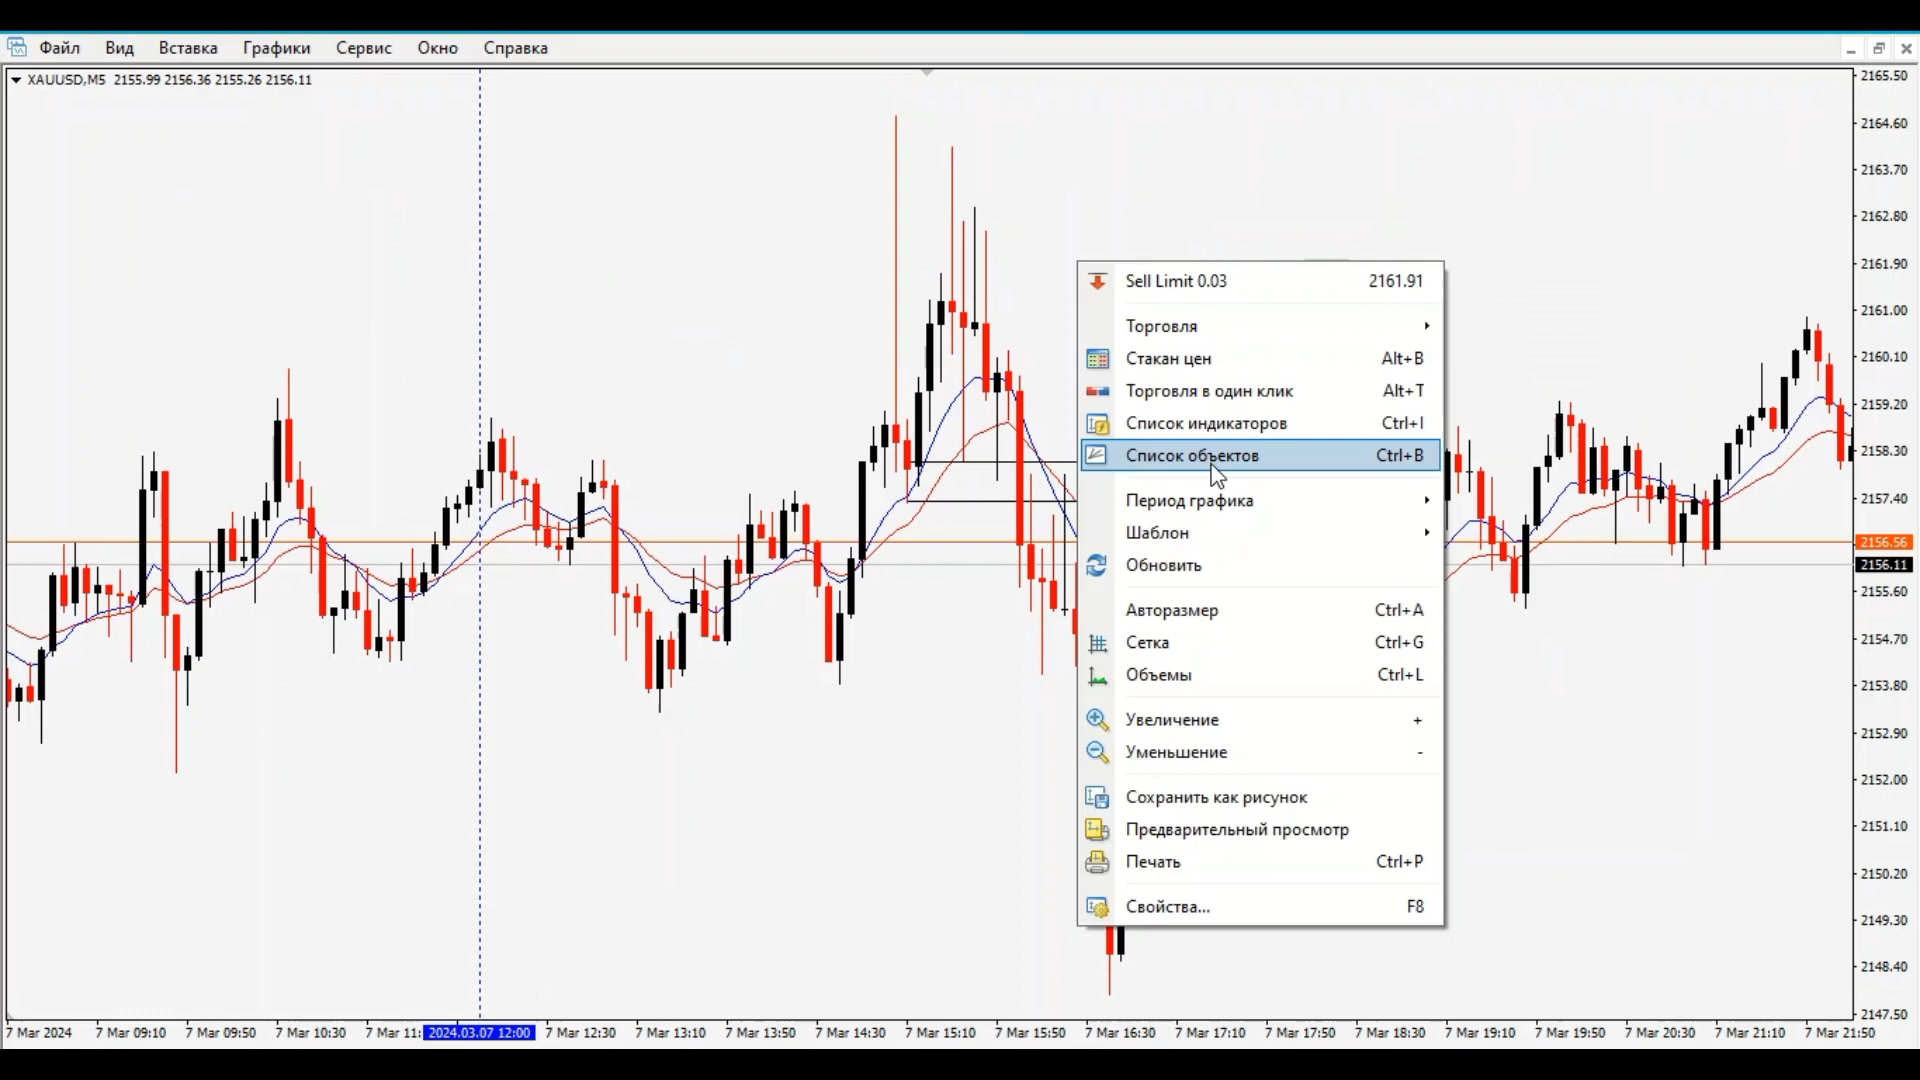 Файл Вид Вставка Графики Сервис Окно Справка
XAUUSD,M5 2155.99 2156.36 2155.26 2156.11
2165.50
2164.60
2163.70
2162.80
2161.90
2161.00
2160.10
2159.20
2158.30
2157.40
2156.56
2156.11
2155.60
2154.70
2153.80
2152.90
2152.00
2151.10
2150.20
2149.30
2148.40
2147.50
Sell Limit 0.03 2161.91
Торговля
Стакан цен Alt+B
Торговля в один клик Alt+T
Список индикаторов Ctrl+I
Список объектов Ctrl+B
Период графика
Шаблон
Обновить
Авторазмер Ctrl+A
Сетка Ctrl+G
Объемы Ctrl+L
Увеличение +
Уменьшение -
Сохранить как рисунок
Предварительный просмотр
Печать Ctrl+P
Свойства... F8
7 Mar 2024 7 Mar 09:10 7 Mar 09:50 7 Mar 10:30 7 Mar 11: 2024.03.07 12:00 7 Mar 12:30 7 Mar 13:10 7 Mar 13:50 7 Mar 14:30 7 Mar 15:10 7 Mar 15:50 7 Mar 16:30 7 Mar 17:10 7 Mar 17:50 7 Mar 18:30 7 Mar 19:10 7 Mar 19:50 7 Mar 20:30 7 Mar 21:10 7 Mar 21:50